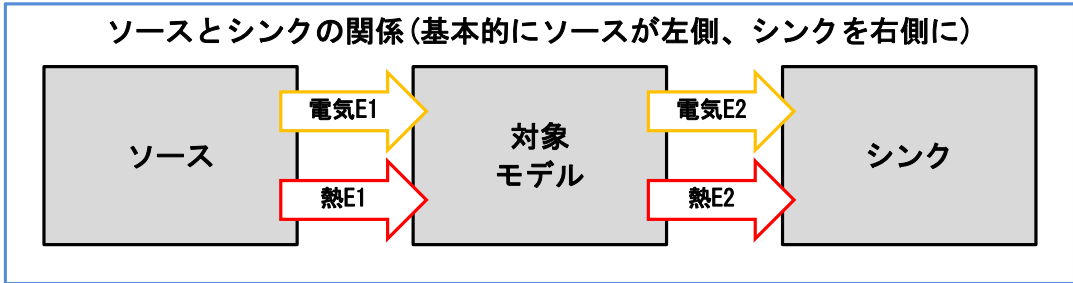 ソースとシンクの関係(基本的にソースが左側、シンクを右側に)
ソース
電気E1
熱E1
対象
モデル
電気E2
熱E2
シンク